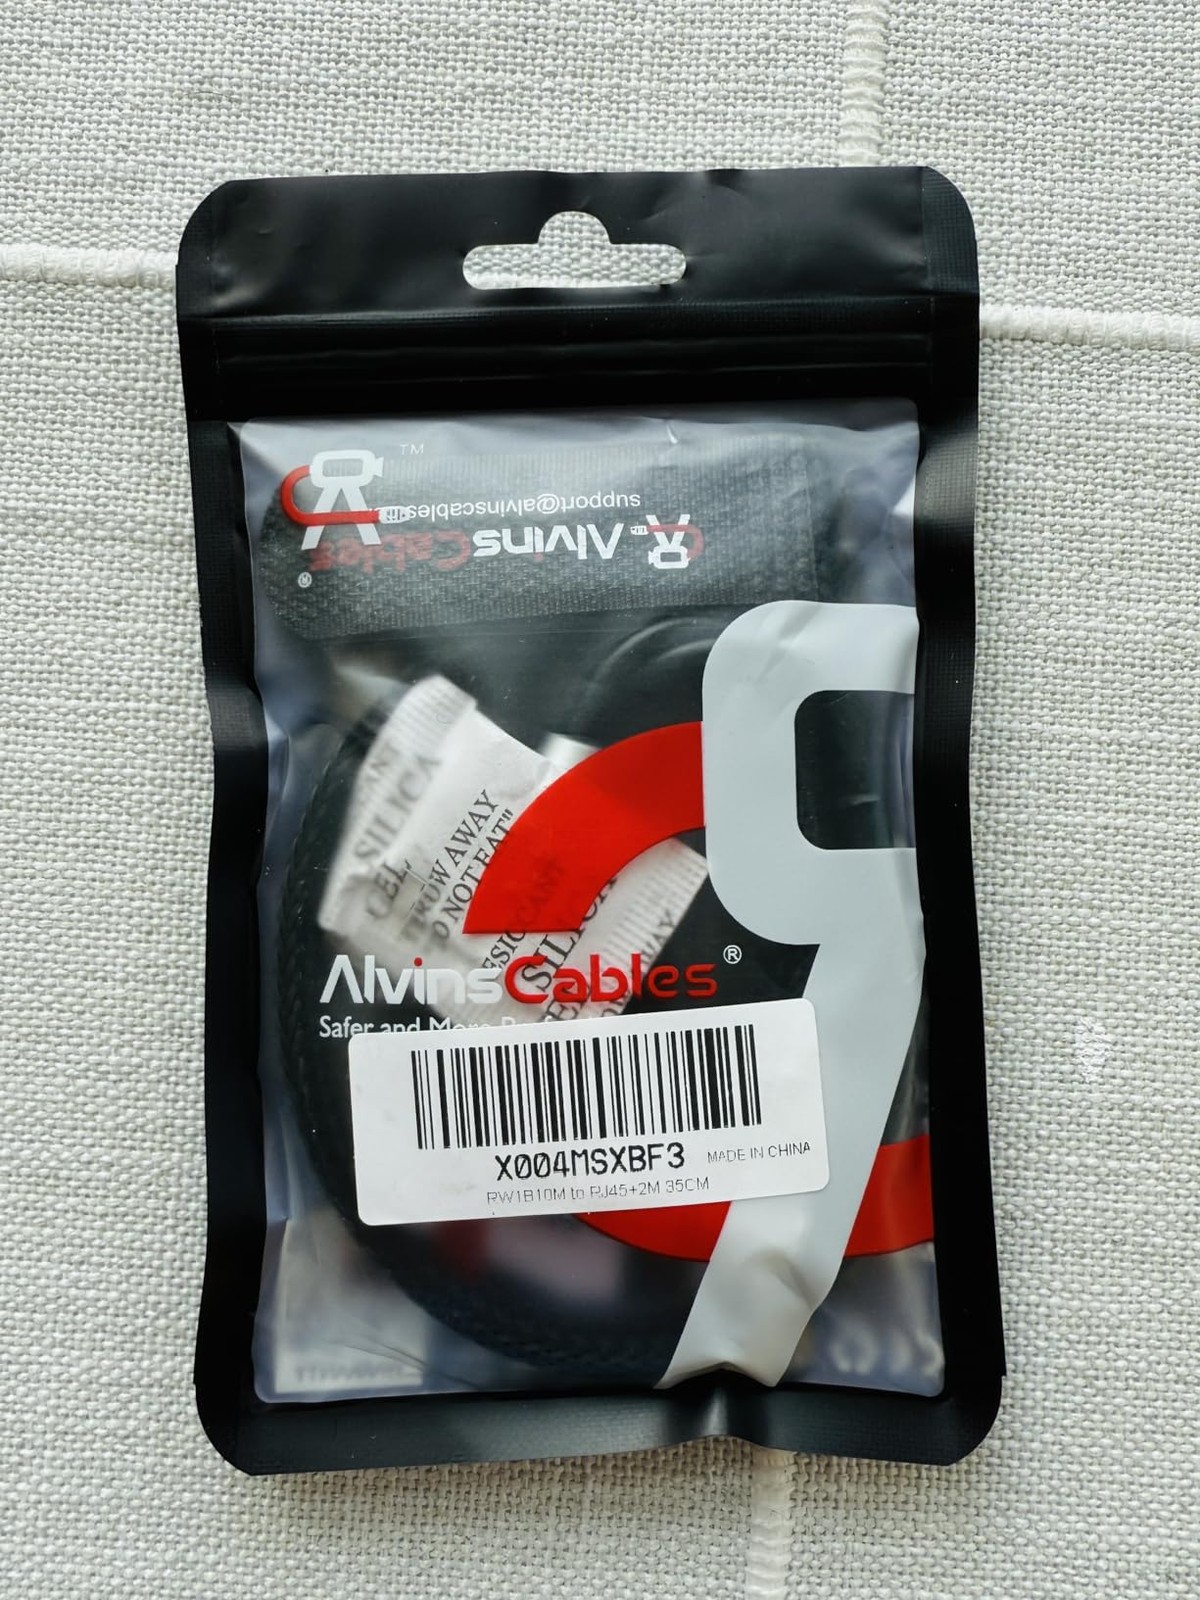 TM
support@alvinscables
AlvinsCables
®
SILICA
GEL
THROW AWAY
DO NOT EAT"
DESICCANT
SILICA
AlvinsCables®
Safer and More
X004MSXBF3
MADE IN CHINA
RW1B10M to RJ45+2M 35CM